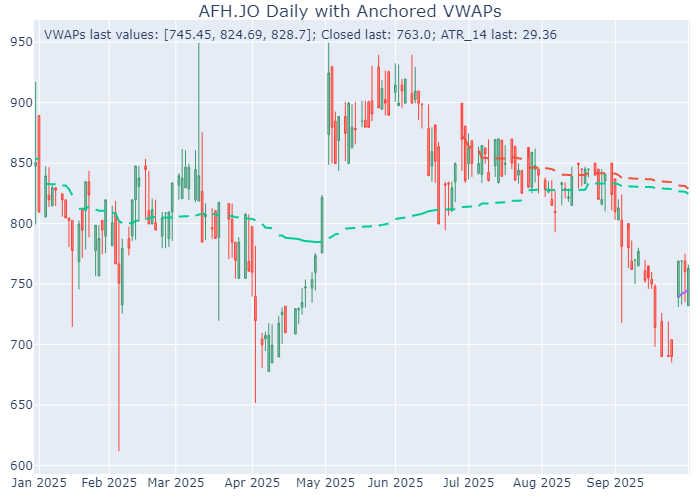 AFH.JO Daily with Anchored VWAPs
VWAPs last values: [745.45, 824.69, 828.7]; Closed last: 763.0; ATR_14 last: 29.36
950
900
850
800
750
700
650
600
Jan 2025 Feb 2025 Mar 2025 Apr 2025 May 2025 Jun 2025 Jul 2025 Aug 2025 Sep 2025